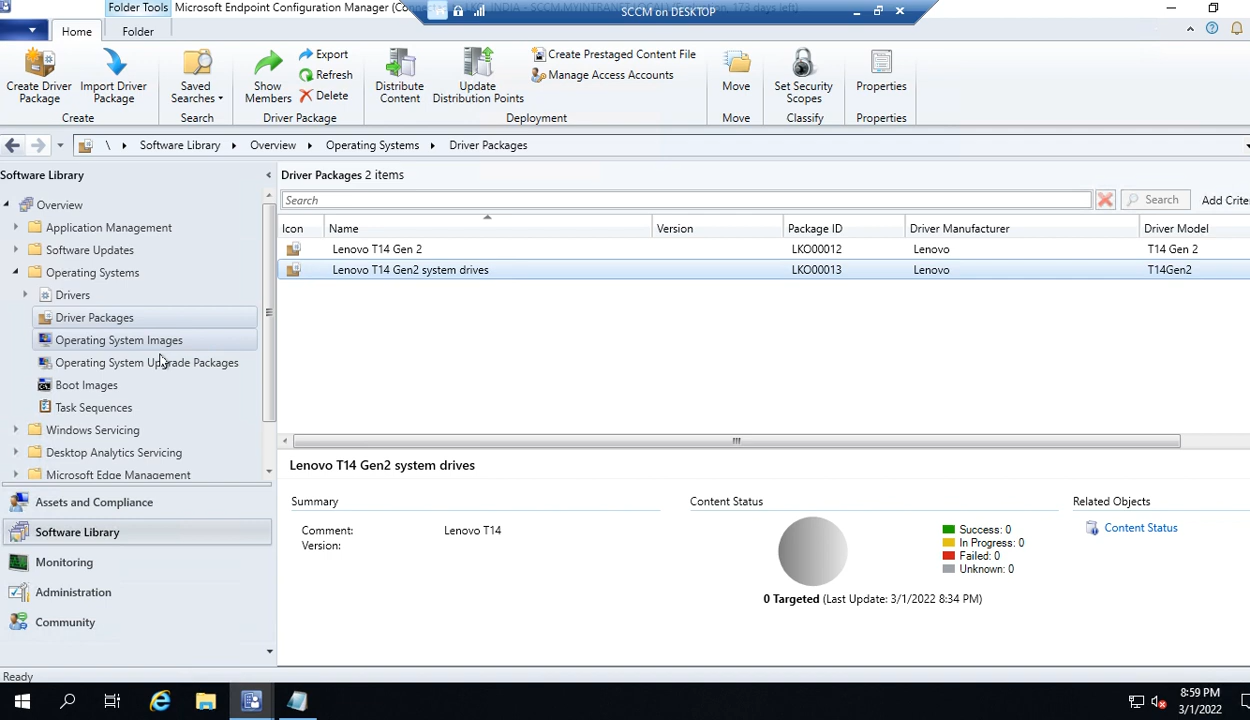 Folder Tools Microsoft Endpoint Configuration Manager (Conne
SCCM on DESKTOP
Home Folder
Create Driver Package
Import Driver Package
Saved Searches
Show Members
Export
Refresh
Delete
Distribute Content
Update Distribution Points
Create Prestaged Content File
Manage Access Accounts
Move
Set Security Scopes
Properties
Create Search Driver Package Deployment Move Classify Properties
\ Software Library Overview Operating Systems Driver Packages
Software Library
Overview
Application Management
Software Updates
Operating Systems
Drivers
Driver Packages
Operating System Images
Operating System Upgrade Packages
Boot Images
Task Sequences
Windows Servicing
Desktop Analytics Servicing
Microsoft Edge Management
Assets and Compliance
Software Library
Monitoring
Administration
Community
Driver Packages 2 items
Search Search Add Crite
Icon Name Version Package ID Driver Manufacturer Driver Model
Lenovo T14 Gen 2 LKO00012 Lenovo T14 Gen 2
Lenovo T14 Gen2 system drives LKO00013 Lenovo T14Gen2
Lenovo T14 Gen2 system drives
Summary
Comment: Lenovo T14
Version:
Content Status
Success: 0
In Progress: 0
Failed: 0
Unknown: 0
0 Targeted (Last Update: 3/1/2022 8:34 PM)
Related Objects
Content Status
Ready
8:59 PM
3/1/2022